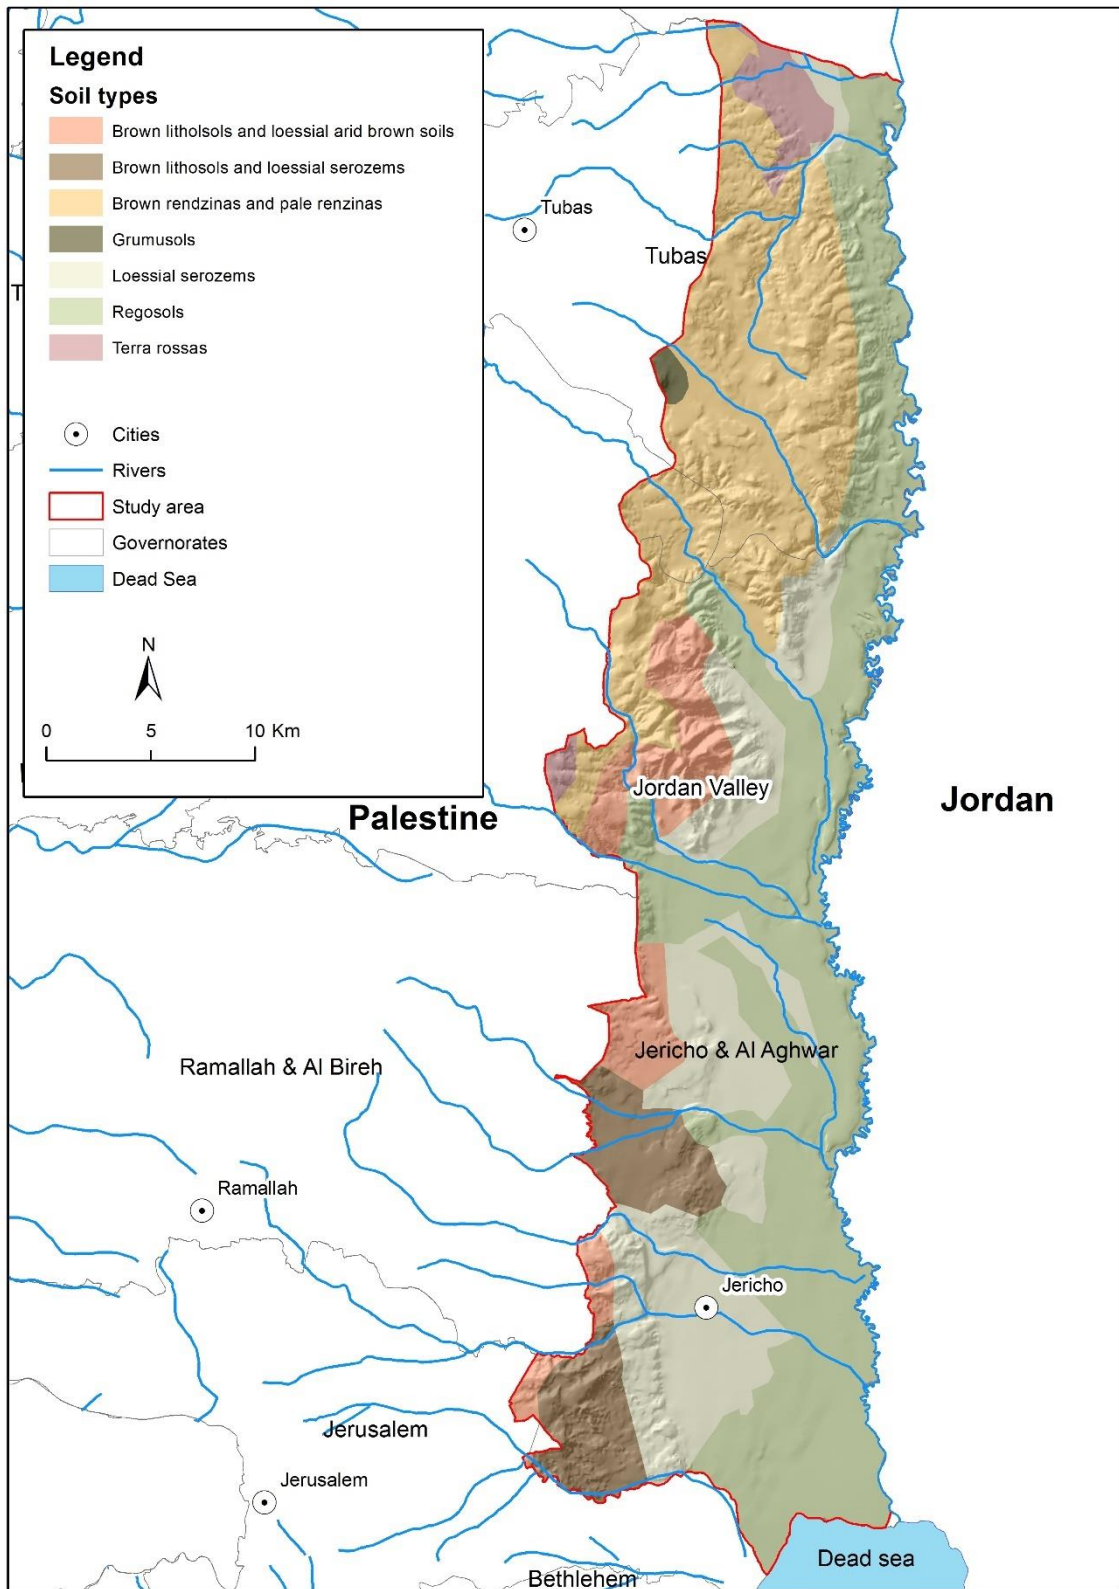 Legend
Soil types
Brown litholsols and loessial arid brown soils
Brown lithosols and loessial serozems
Brown rendzinas and pale renzinas
Grumusols
Loessial serozems
Regosols
Terra rossas
Cities
Rivers
Study area
Governorates
Dead Sea
N
0 5 10 Km
T
Tubas
Tubas
Jordan Valley
Palestine
Jordan
Jericho & Al Aghwar
Ramallah & Al Bireh
Ramallah
Jericho
Jerusalem
Jerusalem
Dead sea
Bethlehem